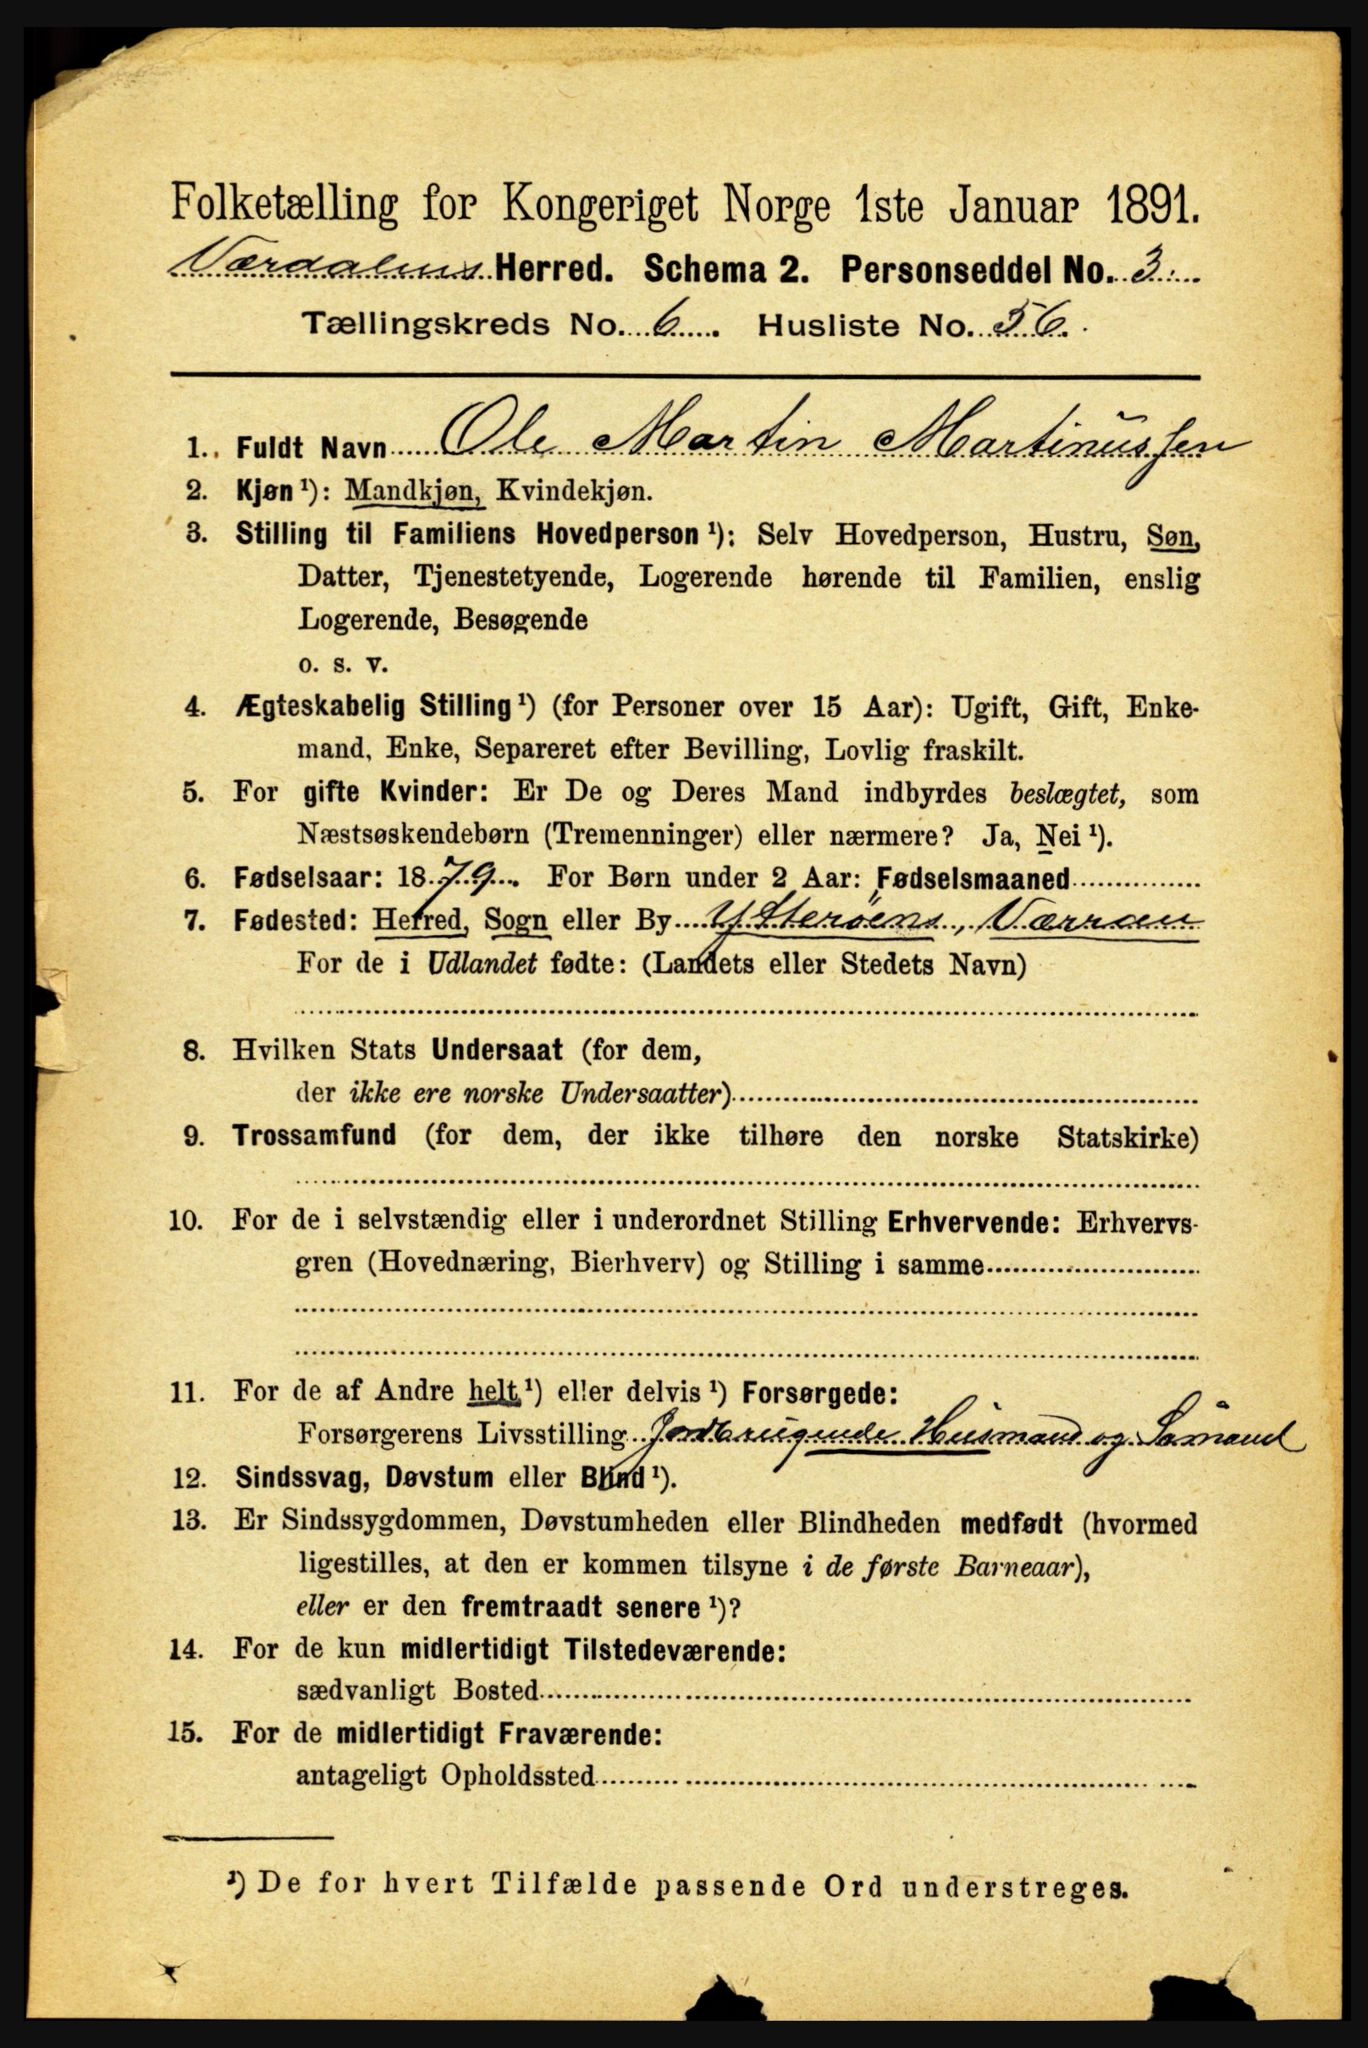 Folketælling for Kongeriget Norge 1ste Januar 1891.
Værdalens Herred. Schema 2. Personseddel No. 3.
Tællingskreds No. 6. Husliste No. 56.
1. Fuldt Navn Ole Martin Martinussen
2. Kjøn ¹): Mandkjøn, Kvindekjøn.
3. Stilling til Familiens Hovedperson ¹): Selv Hovedperson, Hustru, Søn,
Datter, Tjenestetyende, Logerende hørende til Familien, enslig
Logerende, Besøgende
o. s. v.
4. Ægteskabelig Stilling ¹) (for Personer over 15 Aar): Ugift, Gift, Enke-
mand, Enke, Separeret efter Bevilling, Lovlig fraskilt.
5. For gifte Kvinder: Er De og Deres Mand indbyrdes beslægtet, som
Næstsøskendebørn (Tremenninger) eller nærmere? Ja, Nei ¹).
6. Fødselsaar: 1879. For Børn under 2 Aar: Fødselsmaaned
7. Fødested: Herred, Sogn eller By Ytterøens, Værran
For de i Udlandet fødte: (Landets eller Stedets Navn)
8. Hvilken Stats Undersaat (for dem,
der ikke ere norske Undersaatter)
9. Trossamfund (for dem, der ikke tilhøre den norske Statskirke)
10. For de i selvstændig eller i underordnet Stilling Erhvervende: Erhvervs-
gren (Hovednæring, Bierhverv) og Stilling i samme
11. For de af Andre helt ¹) eller delvis ¹) Forsørgede:
Forsørgerens Livsstilling Jordbrugende Husmand og Sømand
12. Sindssvag, Døvstum eller Blind ¹).
13. Er Sindssygdommen, Døvstumheden eller Blindheden medfødt (hvormed
ligestilles, at den er kommen tilsyne i de første Barneaar),
eller er den fremtraadt senere ¹)?
14. For de kun midlertidigt Tilstedeværende:
sædvanligt Bosted
15. For de midlertidigt Fraværende:
antageligt Opholdssted
¹) De for hvert Tilfælde passende Ord understreges.